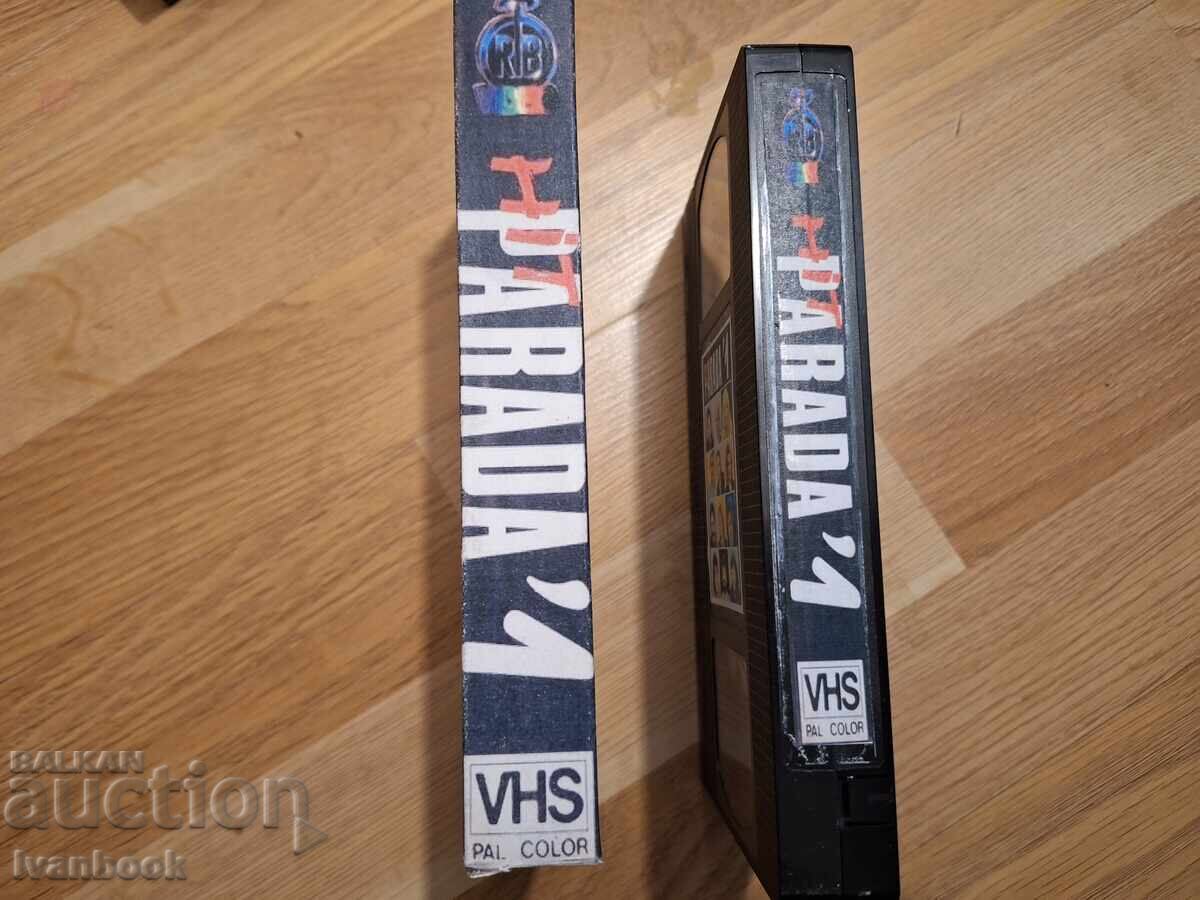 RB
HIT
PARADA'1
VHS
PAL COLOR
RB
HIT
PARADA'1
VHS
PAL COLOR
BALKAN
auction
Ivanbook